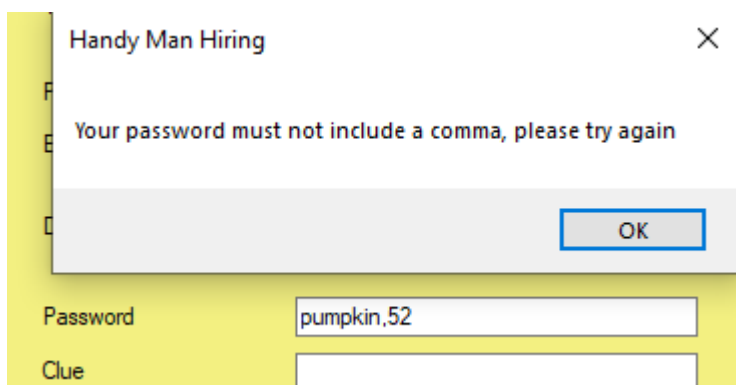 Handy Man Hiring
Your password must not include a comma, please try again
OK
Password
pumpkin,52
Clue